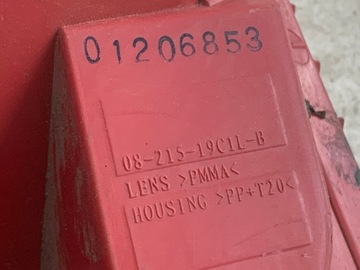 01206853
08-215-19C1L-B
LENS >PMMA<
HOUSING >PP+T20<